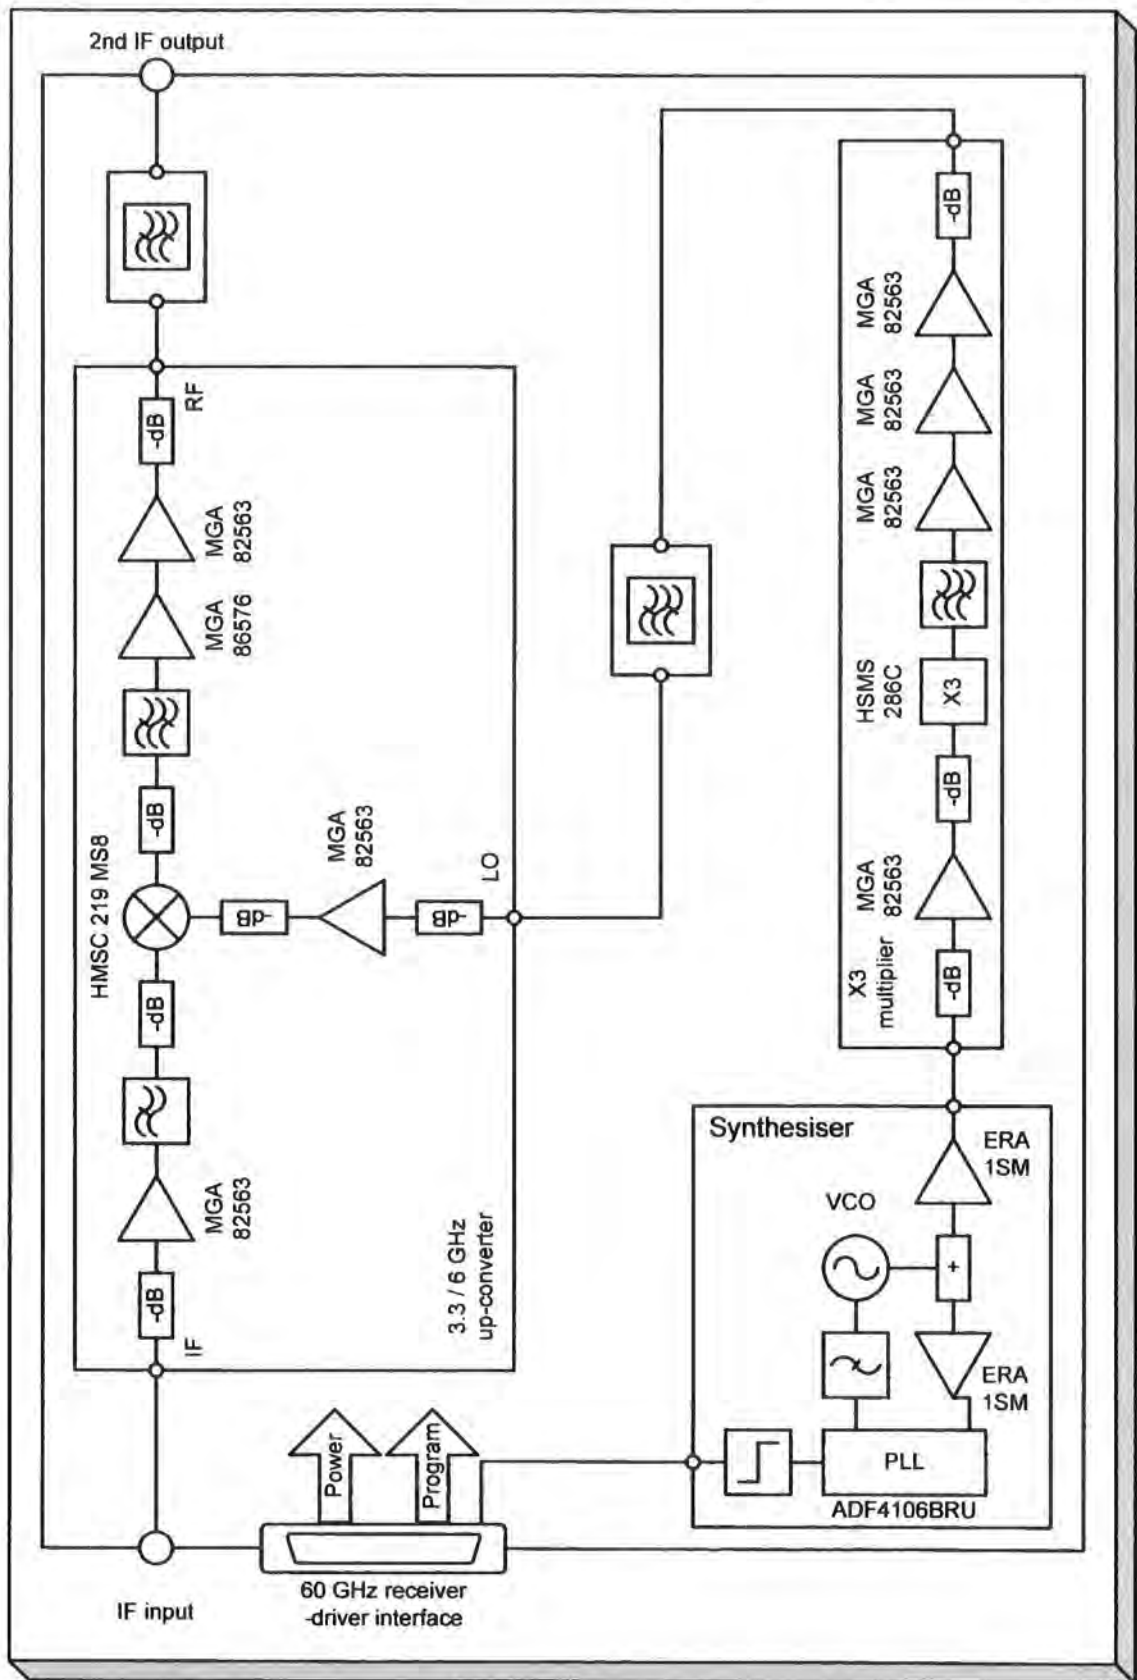 2nd IF output
-dB
RF
MGA
82563
MGA
86576
-dB
HMSC 219 MS8
MGA
82563
-dB
-dB
LO
-dB
MGA
82563
-dB
IF
3.3 / 6 GHz
up-converter
-dB
MGA
82563
MGA
82563
MGA
82563
HSMS
286C
X3
-dB
MGA
82563
X3
multiplier
-dB
Synthesiser
ERA
1SM
VCO
+
ERA
1SM
PLL
ADF4106BRU
Power
Program
60 GHz receiver
-driver interface
IF input